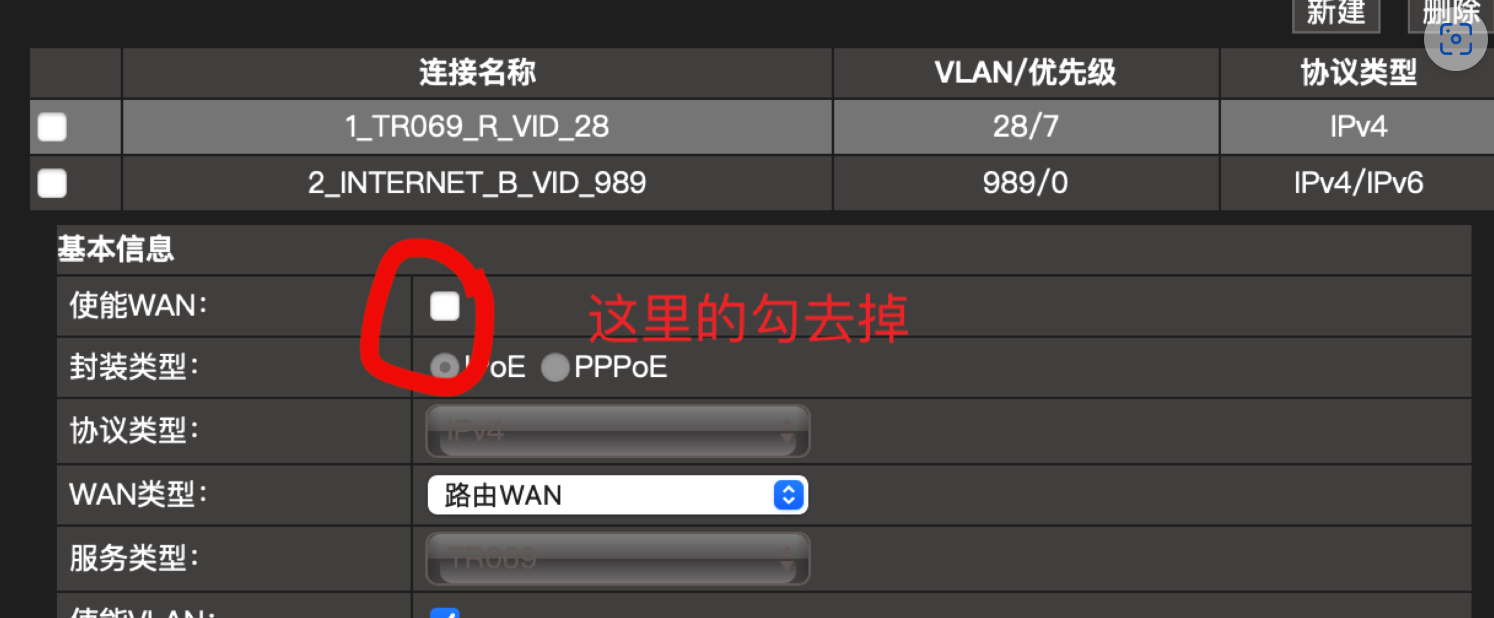 新建 删除
连接名称 VLAN/优先级 协议类型
1_TR069_R_VID_28 28/7 IPv4
2_INTERNET_B_VID_989 989/0 IPv4/IPv6
基本信息
使能WAN:
这里的勾去掉
封装类型: IPoE PPPoE
协议类型: IPv4
WAN类型: 路由WAN
服务类型: TR069
使能VLAN: